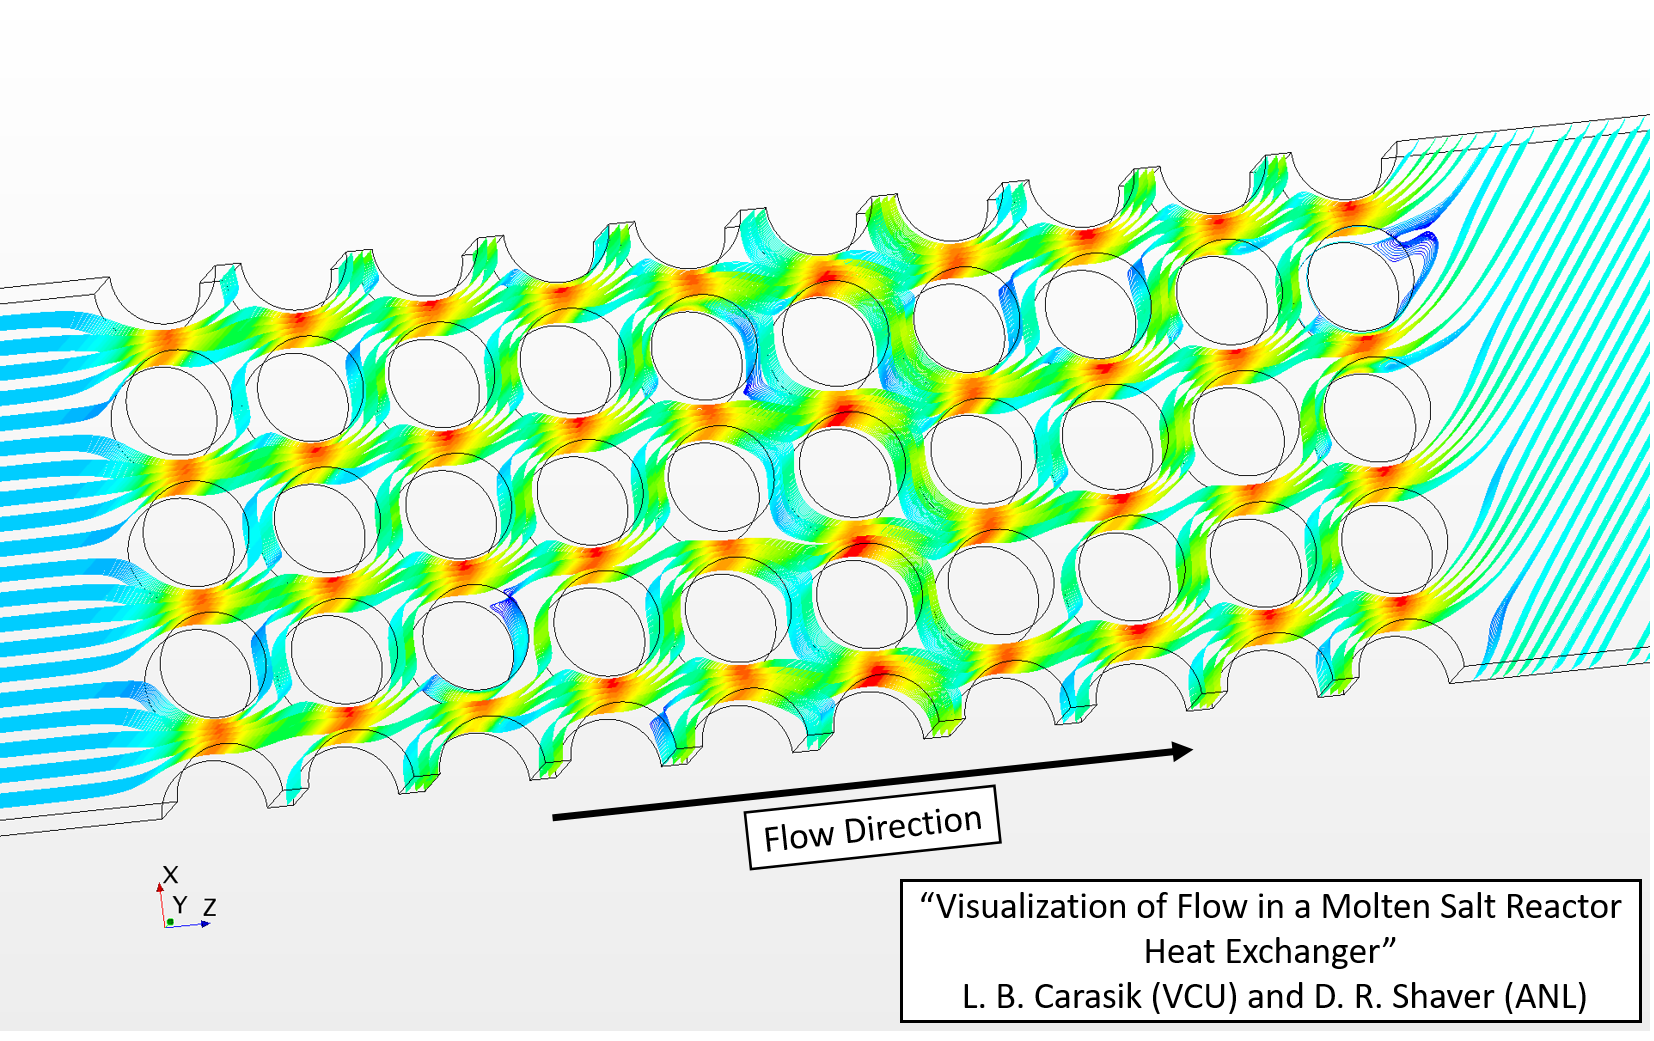 Flow Direction
X
Y Z
“Visualization of Flow in a Molten Salt Reactor
Heat Exchanger”
L. B. Carasik (VCU) and D. R. Shaver (ANL)